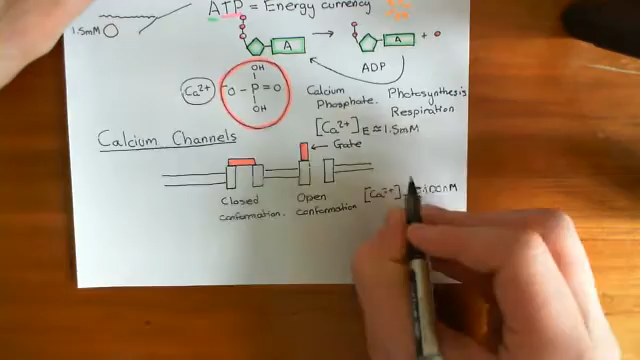 ATP = Energy currency
1.5mM
A
A
+
ADP
Ca²⁺
OH
⁻O - P = O
OH
Calcium Phosphate.
Photosynthesis
Respiration
[Ca²⁺]E ≈ 1.5mM
Calcium Channels
Gate
Closed conformation.
Open conformation
[Ca²⁺] 100nM